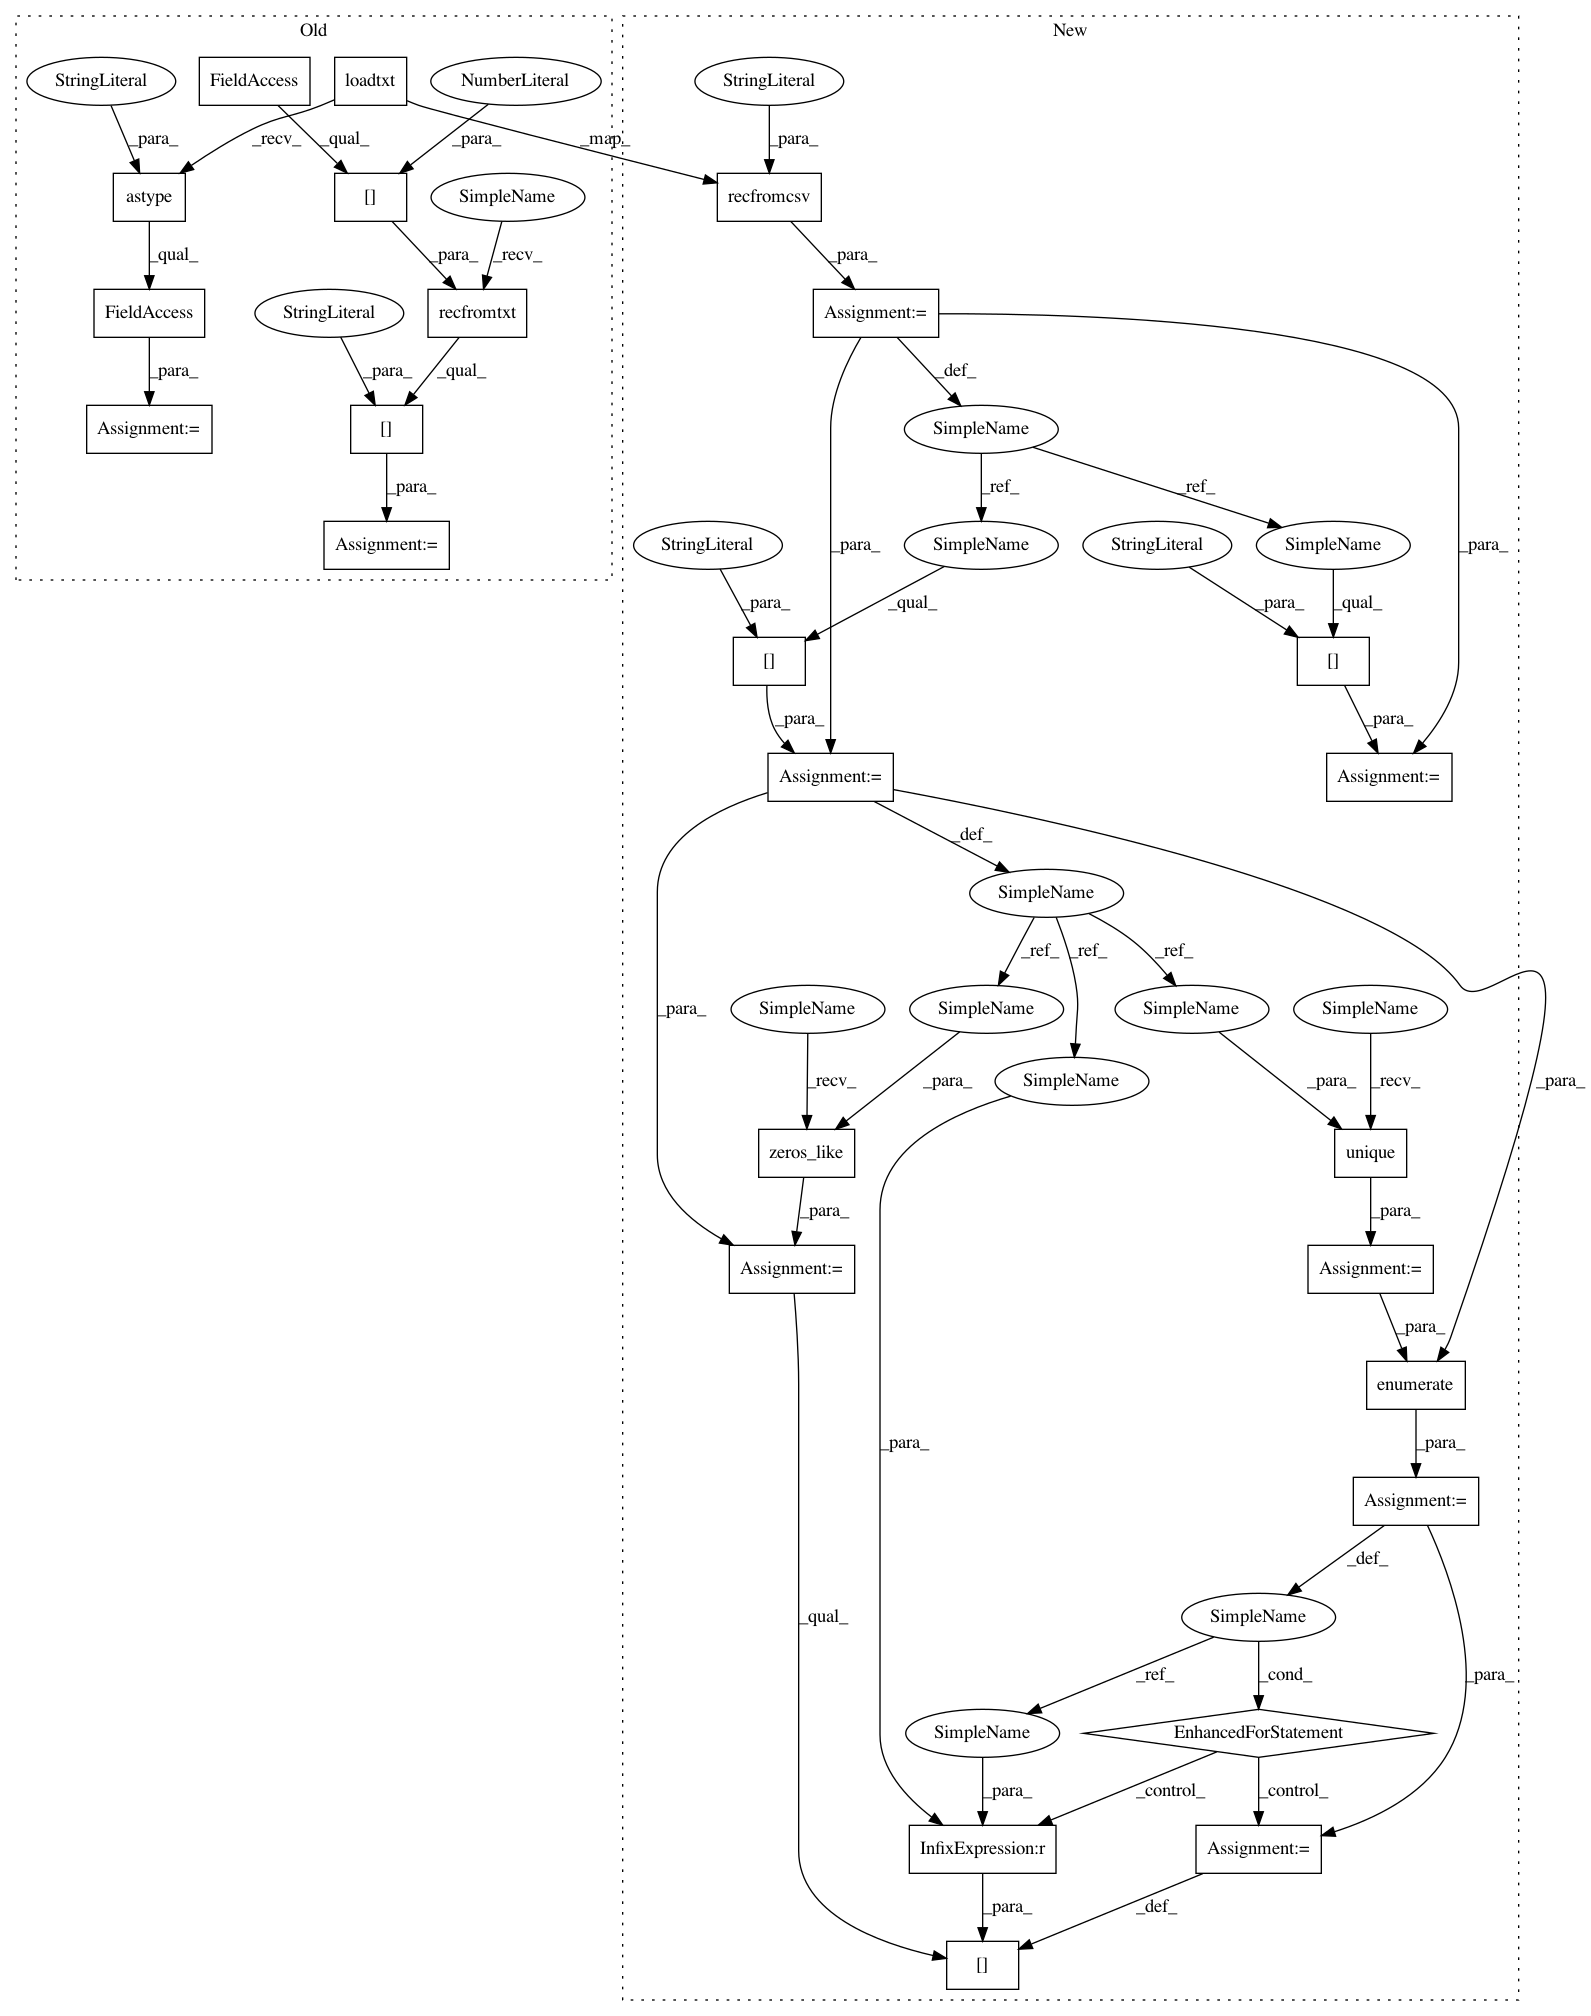 Old
New
StringLiteral
FieldAccess
loadtxt
NumberLiteral
StringLiteral
_para_
_recv_
_qual_
_para_
_map_
_para_
astype
[]
SimpleName
recfromcsv
_qual_
_para_
_recv_
_para_
FieldAccess
StringLiteral
recfromtxt
Assignment:=
_para_
_para_
_qual_
_def_
Assignment:=
[]
SimpleName
_para_
_ref_
_ref_
Assignment:=
StringLiteral
_para_
SimpleName
StringLiteral
SimpleName
_para_
_para_
_qual_
_para_
_qual_
[]
[]
_para_
_para_
Assignment:=
Assignment:=
_def_
SimpleName
_ref_
_ref_
_ref_
_para_
SimpleName
SimpleName
SimpleName
SimpleName
_recv_
_para_
SimpleName
_para_
_recv_
_para_
zeros_like
unique
_para_
_para_
Assignment:=
Assignment:=
_para_
enumerate
_para_
_para_
Assignment:=
_def_
SimpleName
_qual_
_ref_
_cond_
_para_
SimpleName
EnhancedForStatement
_para_
_control_
_control_
InfixExpression:r
Assignment:=
_para_
_def_
[]